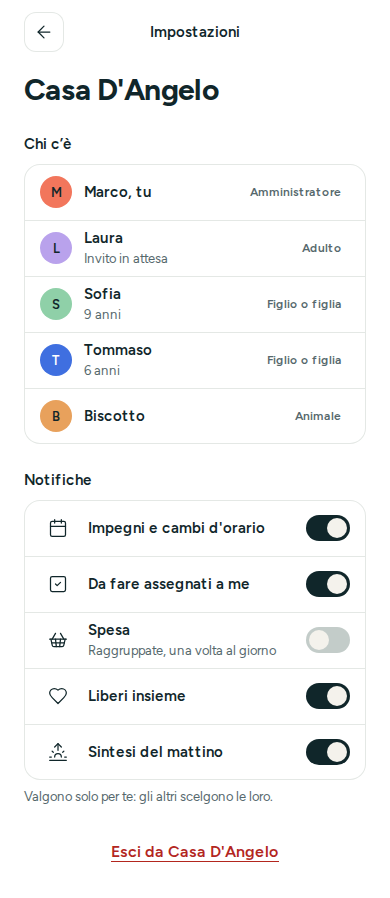 Impostazioni
Casa D'Angelo
Chi c'è
M Marco, tu Amministratore
L Laura Adulto
Invito in attesa
S Sofia Figlio o figlia
9 anni
T Tommaso Figlio o figlia
6 anni
B Biscotto Animale
Notifiche
Impegni e cambi d'orario
Da fare assegnati a me
Spesa
Raggruppate, una volta al giorno
Liberi insieme
Sintesi del mattino
Valgono solo per te: gli altri scelgono le loro.
Esci da Casa D'Angelo